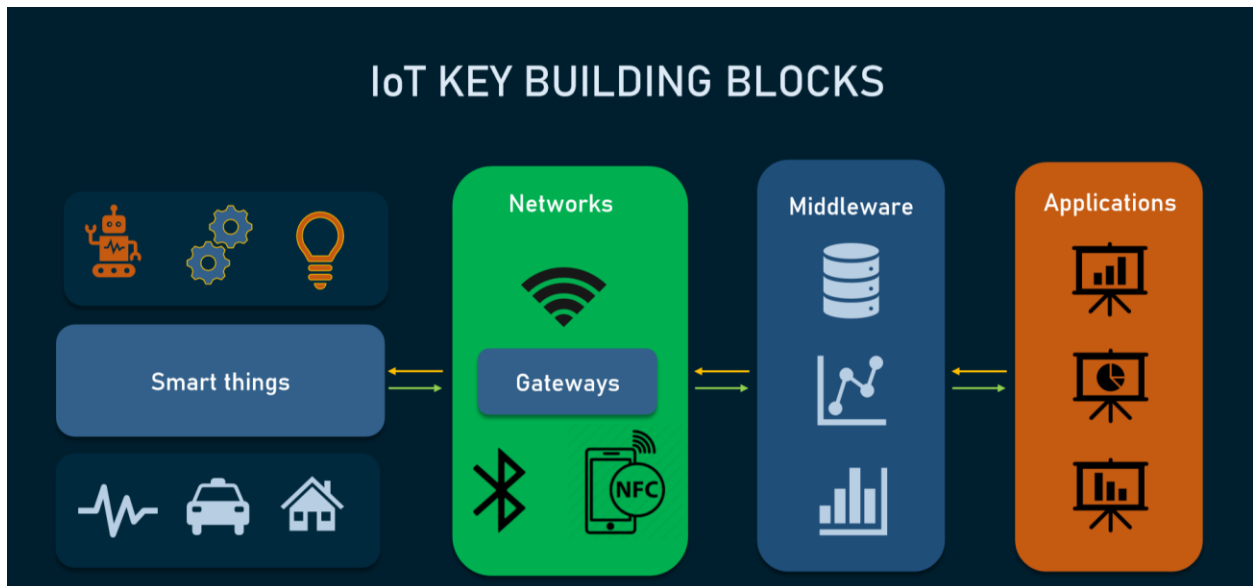 IoT KEY BUILDING BLOCKS
Smart things
Networks
Gateways
NFC
Middleware
Applications